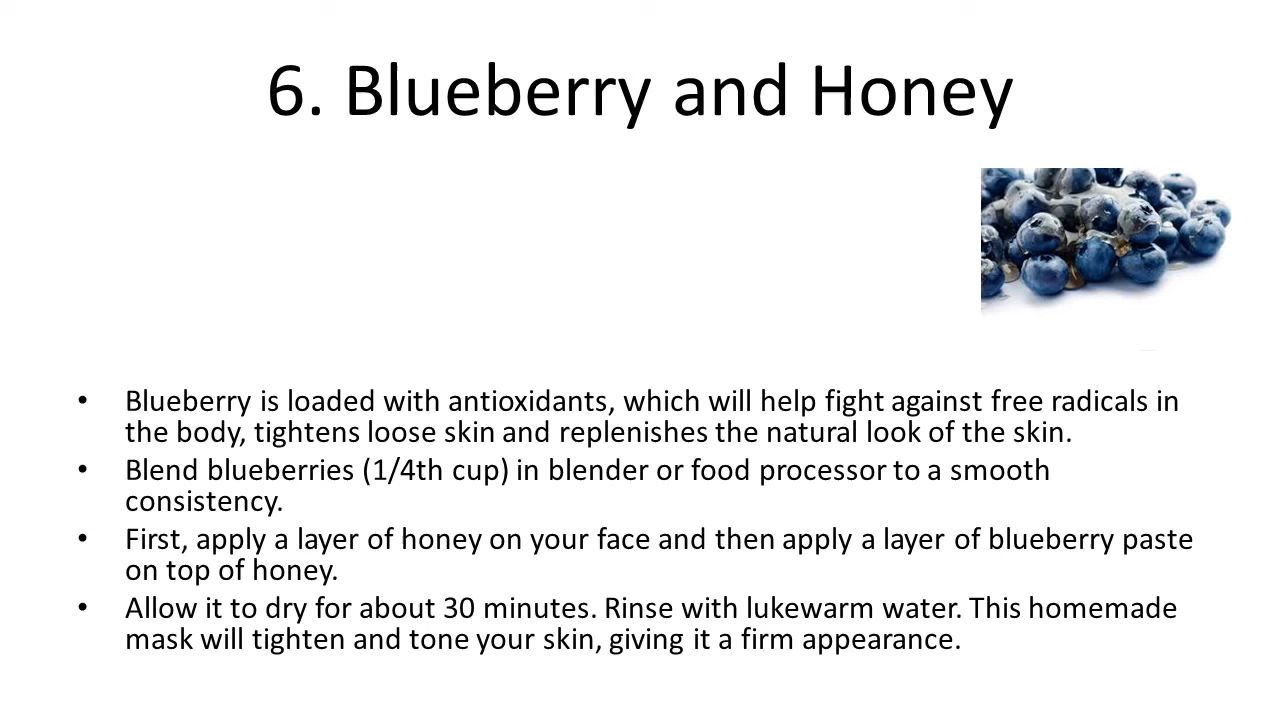 6. Blueberry and Honey
• Blueberry is loaded with antioxidants, which will help fight against free radicals in
the body, tightens loose skin and replenishes the natural look of the skin.
• Blend blueberries (1/4th cup) in blender or food processor to a smooth
consistency.
• First, apply a layer of honey on your face and then apply a layer of blueberry paste
on top of honey.
• Allow it to dry for about 30 minutes. Rinse with lukewarm water. This homemade
mask will tighten and tone your skin, giving it a firm appearance.